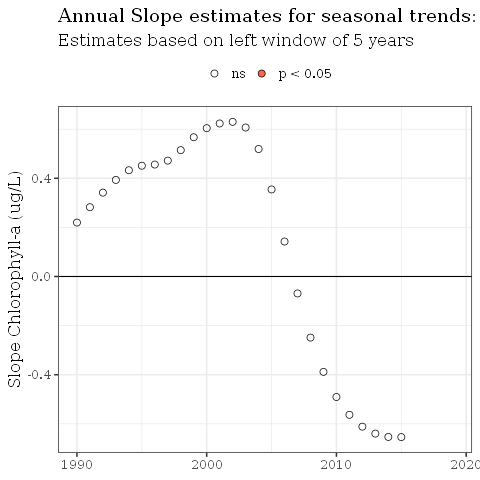 Annual Slope estimates for seasonal trends:
Estimates based on left window of 5 years
ns p < 0.05
Slope Chlorophyll-a (ug/L)
0.4
0.0
-0.4
1990 2000 2010 2020